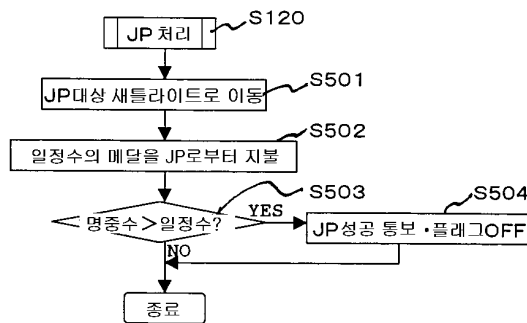 JP 처리
S120
JP대상 새틀라이트로 이동
S501
S502
일정수의 메달을 JP로부터 지불
S503
명중수>일정수?
YES
S504
JP성공 통보・플래그OFF
NO
종료